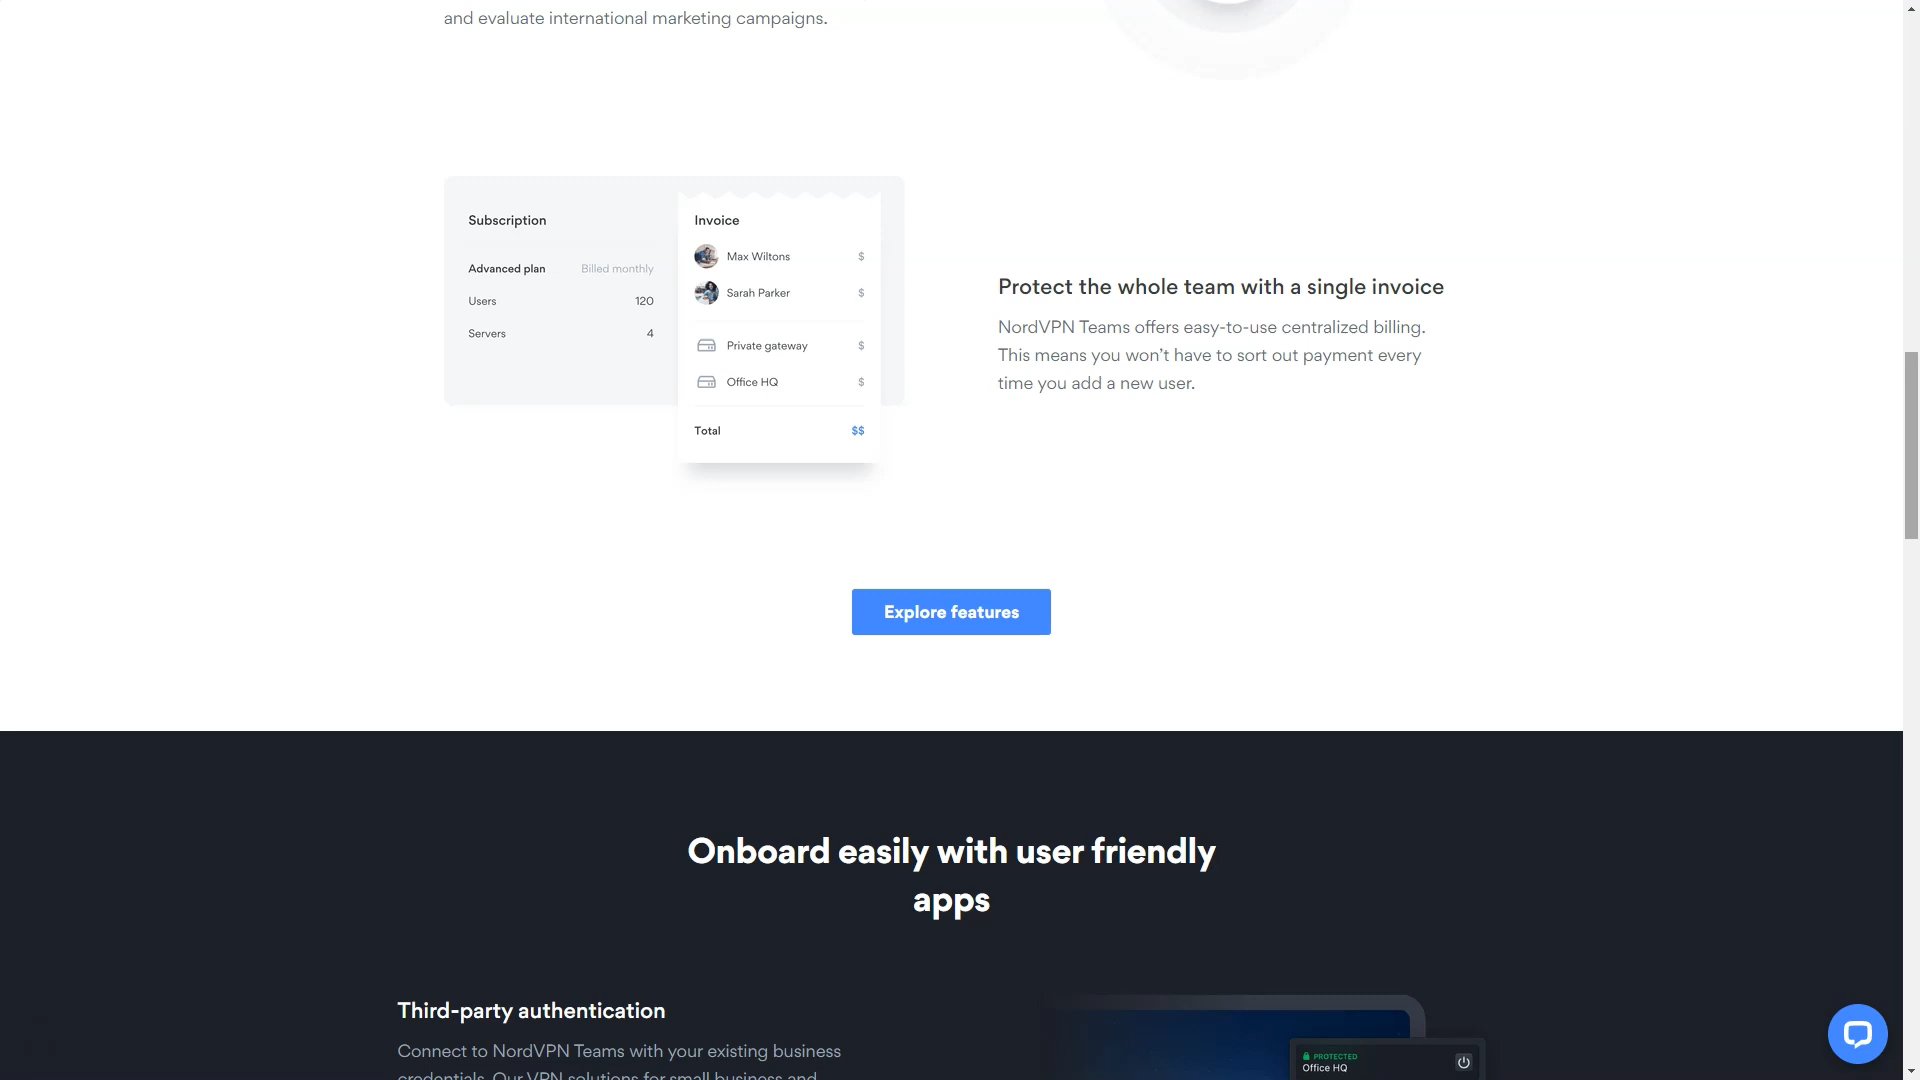 and evaluate international marketing campaigns.
Subscription
Advanced plan Billed monthly
Users 120
Servers 4
Invoice
Max Wiltons $
Sarah Parker $
Private gateway $
Office HQ $
Total $$
Protect the whole team with a single invoice
NordVPN Teams offers easy-to-use centralized billing.
This means you won’t have to sort out payment every
time you add a new user.
Explore features
Onboard easily with user friendly
apps
Third-party authentication
Connect to NordVPN Teams with your existing business
credentials. Our VPN solutions for small business and
PROTECTED
Office HQ